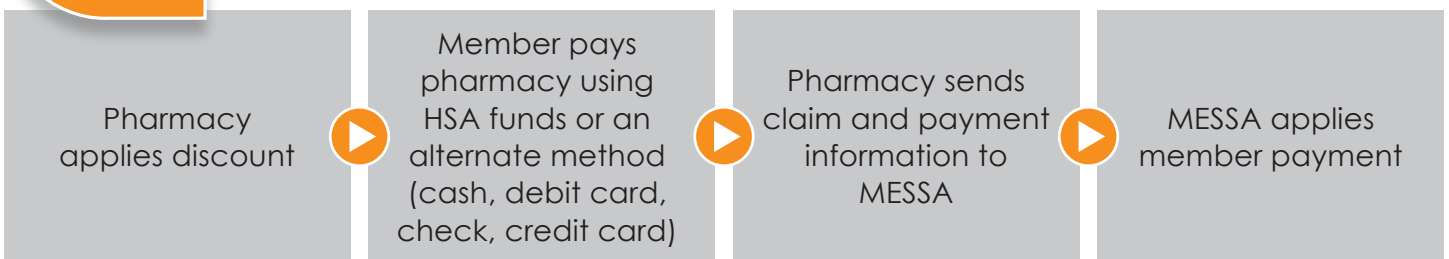 Pharmacy
applies discount
Member pays
pharmacy using
HSA funds or an
alternate method
(cash, debit card,
check, credit card)
Pharmacy sends
claim and payment
information to
MESSA
MESSA applies
member payment